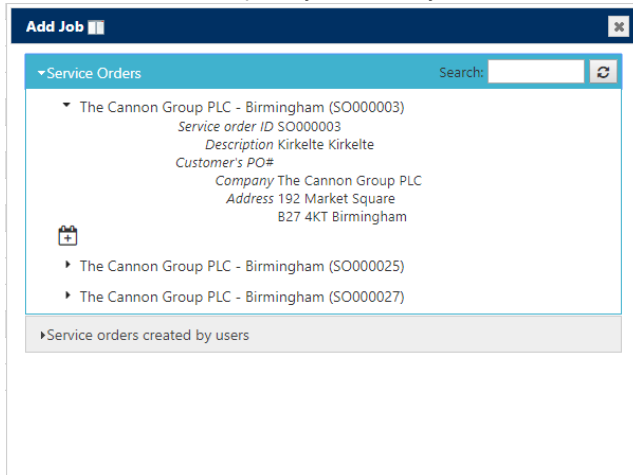 Add Job
Service Orders Search:
The Cannon Group PLC - Birmingham (SO000003)
Service order ID SO000003
Description Kirkelte Kirkelte
Customer's PO#
Company The Cannon Group PLC
Address 192 Market Square
B27 4KT Birmingham
The Cannon Group PLC - Birmingham (SO000025)
The Cannon Group PLC - Birmingham (SO000027)
Service orders created by users